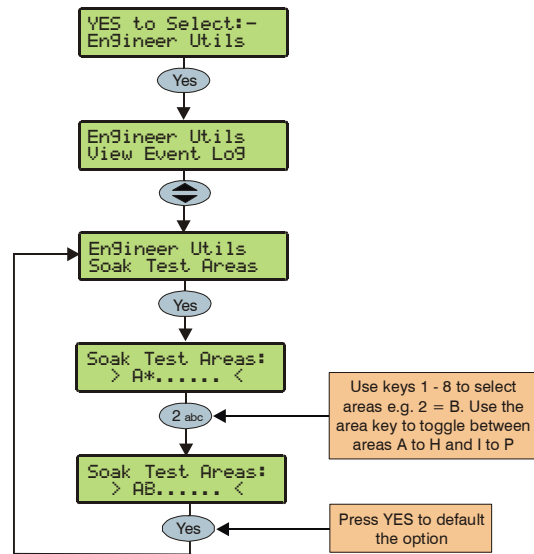 YES to Select:-
Engineer Utils
Yes
Engineer Utils
View Event Log
Engineer Utils
Soak Test Areas
Yes
Soak Test Areas:
> A*...... <
2 abc
Use keys 1 - 8 to select
areas e.g. 2 = B. Use the
area key to toggle between
areas A to H and I to P
Soak Test Areas:
> AB...... <
Yes
Press YES to default
the option